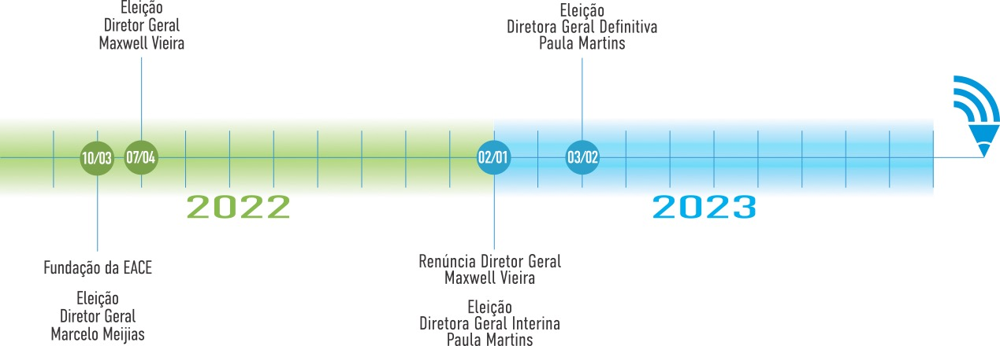 Eleição
Diretor Geral
Maxwell Vieira
Eleição
Diretora Geral Definitiva
Paula Martins
10/03
07/04
02/01
03/02
2022
2023
Fundação da EACE
Eleição
Diretor Geral
Marcelo Meijias
Renúncia Diretor Geral
Maxwell Vieira
Eleição
Diretora Geral Interina
Paula Martins